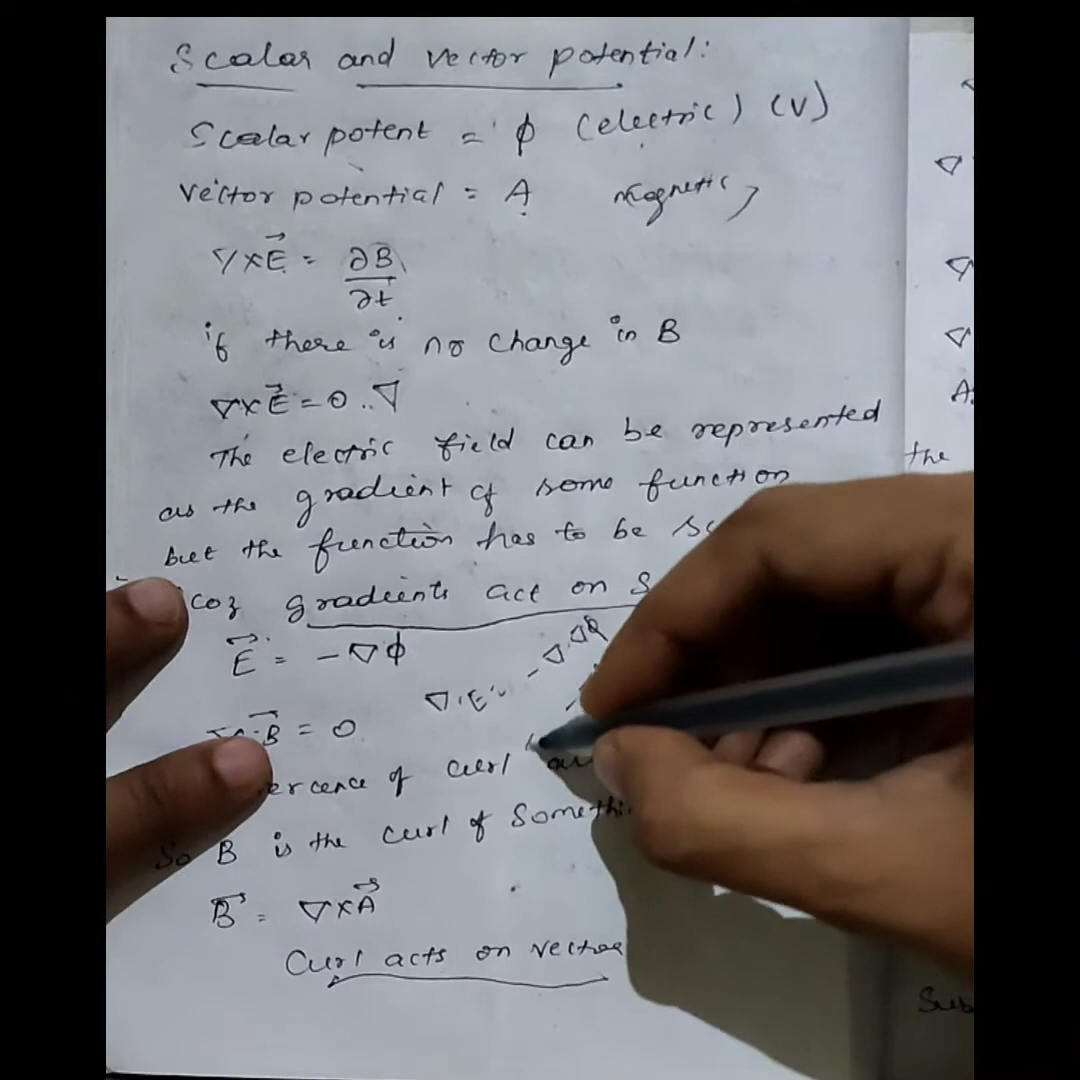 Scalar and vector potential:
Scalar potent = ϕ (electric) (V)
Vector potential = A Magnetic
∇×E⃗ = ∂B/∂t
if there is no change in B
∇×E⃗ = 0 .. ∇
The electric field can be represented
as the gradient of some function
but the function has to be
coz gradients act on
E⃗ = -∇ϕ
∇.E
B⃗ = 0
of curl
So B is the curl of
B⃗ = ∇×A⃗
Curl acts on vector
the